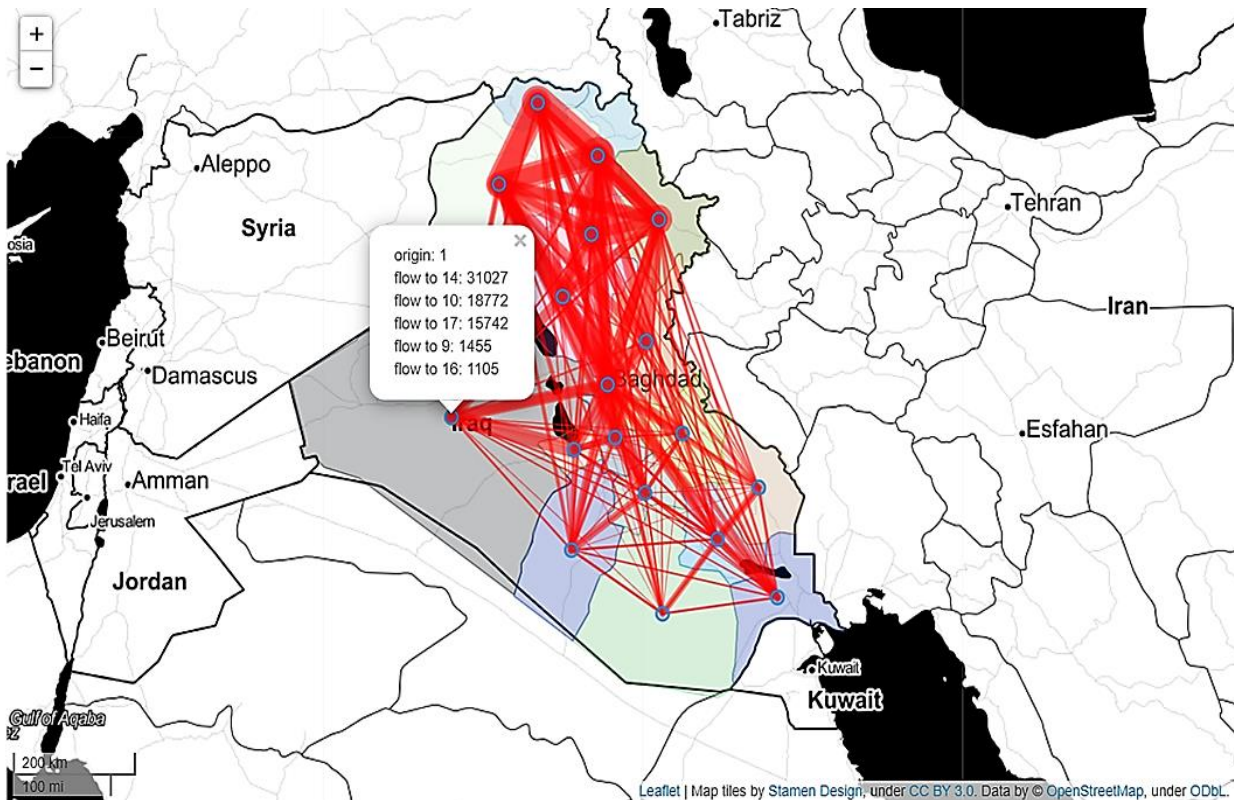 +
−
Tabriz
Aleppo
Tehran
Syria
×
origin: 1
flow to 14: 31027
flow to 10: 18772
flow to 17: 15742
flow to 9: 1455
flow to 16: 1105
Iran
Beirut
ebanon
Damascus
Baghdad
Iraq
Haifa
Esfahan
Tel Aviv
rael
Amman
Jerusalem
Jordan
Kuwait
Kuwait
Gulf of Aqaba
200 km
100 mi
Leaflet | Map tiles by Stamen Design, under CC BY 3.0. Data by © OpenStreetMap, under ODbL.